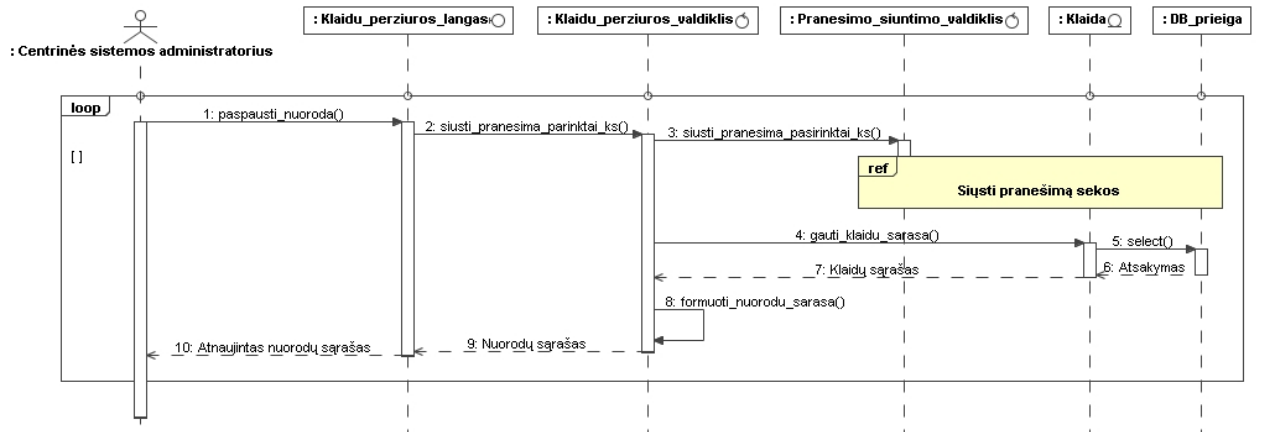 : Klaidu_perziuros_langas
: Klaidu_perziuros_valdiklis
: Pranesimo_siuntimo_valdiklis
: Klaida
: DB_prieiga
: Centrinės sistemos administratorius
loop
1: paspausti_nuoroda()
2: siusti_pranesima_parinktai_ks()
3: siusti_pranesima_pasirinktai_ks()
[ ]
ref
Siųsti pranešimą sekos
4: gauti_klaidu_sarasa()
5: select()
6: Atsakymas
7: Klaidų sąrašas
8: formuoti_nuorodu_sarasa()
9: Nuorodų sąrašas
10: Atnaujintas nuorodų sąrašas